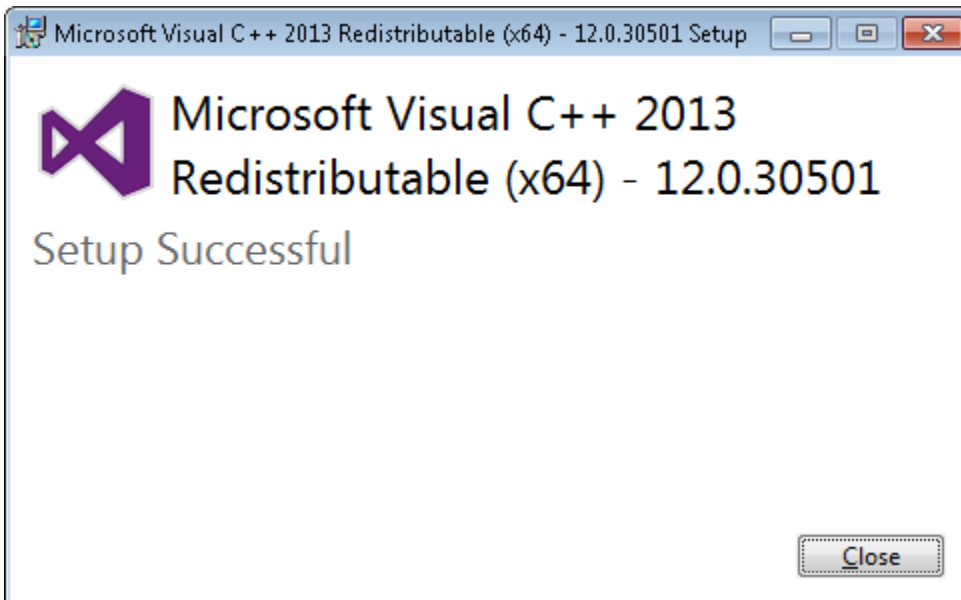 Microsoft Visual C++ 2013 Redistributable (x64) - 12.0.30501 Setup
Microsoft Visual C++ 2013
Redistributable (x64) - 12.0.30501
Setup Successful
Close